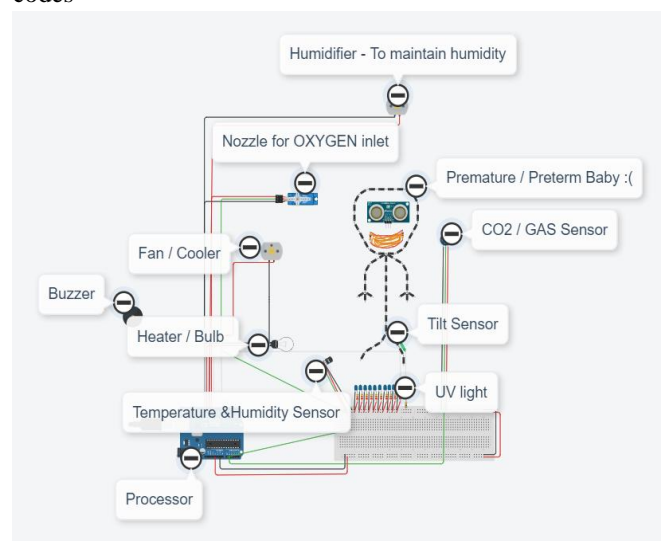 codes
Humidifier - To maintain humidity
Nozzle for OXYGEN inlet
Premature / Preterm Baby :(
CO2 / GAS Sensor
Fan / Cooler
Buzzer
Heater / Bulb
Tilt Sensor
UV light
Temperature &Humidity Sensor
Processor